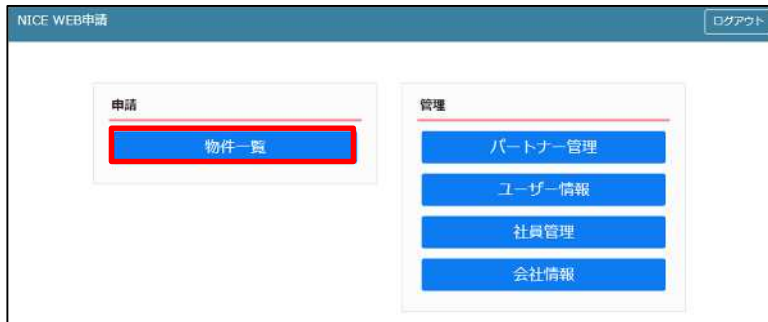 NICE WEB申請
ログアウト
申請
物件一覧
管理
パートナー管理
ユーザー情報
社員管理
会社情報